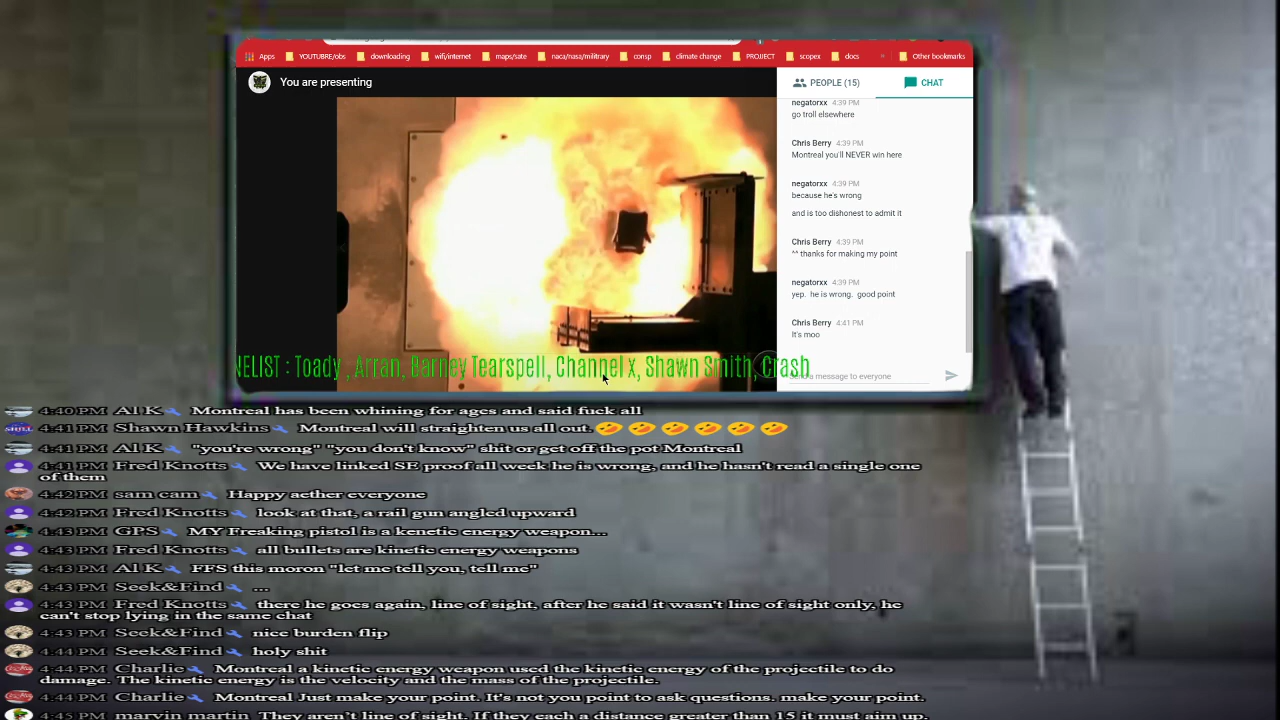 Apps YOUTUBRE/obs downloading wifi/internet maps/sate naca/nasa/militrary consp climate change PROJECT scopex docs Other bookmarks
You are presenting
PEOPLE (15) CHAT
negatorxx 4:39 PM
go troll elsewhere
Chris Berry 4:39 PM
Montreal you'll NEVER win here
negatorxx 4:39 PM
because he's wrong
and is too dishonest to admit it
Chris Berry 4:39 PM
^^ thanks for making my point
negatorxx 4:39 PM
yep. he is wrong. good point
Chris Berry 4:41 PM
It's moo
a message to everyone
NELIST : Toady , Arran, Barney Tearspell, Channel x, Shawn Smith, Crash
4:40 PM Al K Montreal has been whining for ages and said fuck all
4:41 PM Shawn Hawkins Montreal will straighten us all out.
4:41 PM Al K "you're wrong" "you don't know" shit or get off the pot Montreal
4:41 PM Fred Knotts We have linked SE proof all week he is wrong, and he hasn't read a single one
of them
4:42 PM sam cam Happy aether everyone
4:42 PM Fred Knotts look at that, a rail gun angled upward
4:43 PM GPS MY Freaking pistol is a kenetic energy weapon...
4:43 PM Fred Knotts all bullets are kinetic energy weapons
4:43 PM Al K FFS this moron "let me tell you, tell me"
4:43 PM Seek&Find ...
4:43 PM Fred Knotts there he goes again, line of sight, after he said it wasn't line of sight only. he
can't stop lying in the same chat
4:43 PM Seek&Find nice burden flip
4:44 PM Seek&Find holy shit
4:44 PM Charlie Montreal a kinetic energy weapon used the kinetic energy of the projectile to do
damage. The kinetic energy is the velocity and the mass of the projectile.
4:44 PM Charlie Montreal Just make your point. It's not you point to ask questions. make your point.
4:45 PM marvin martin They aren't line of sight. If they each a distance greater than 15 it must aim up.